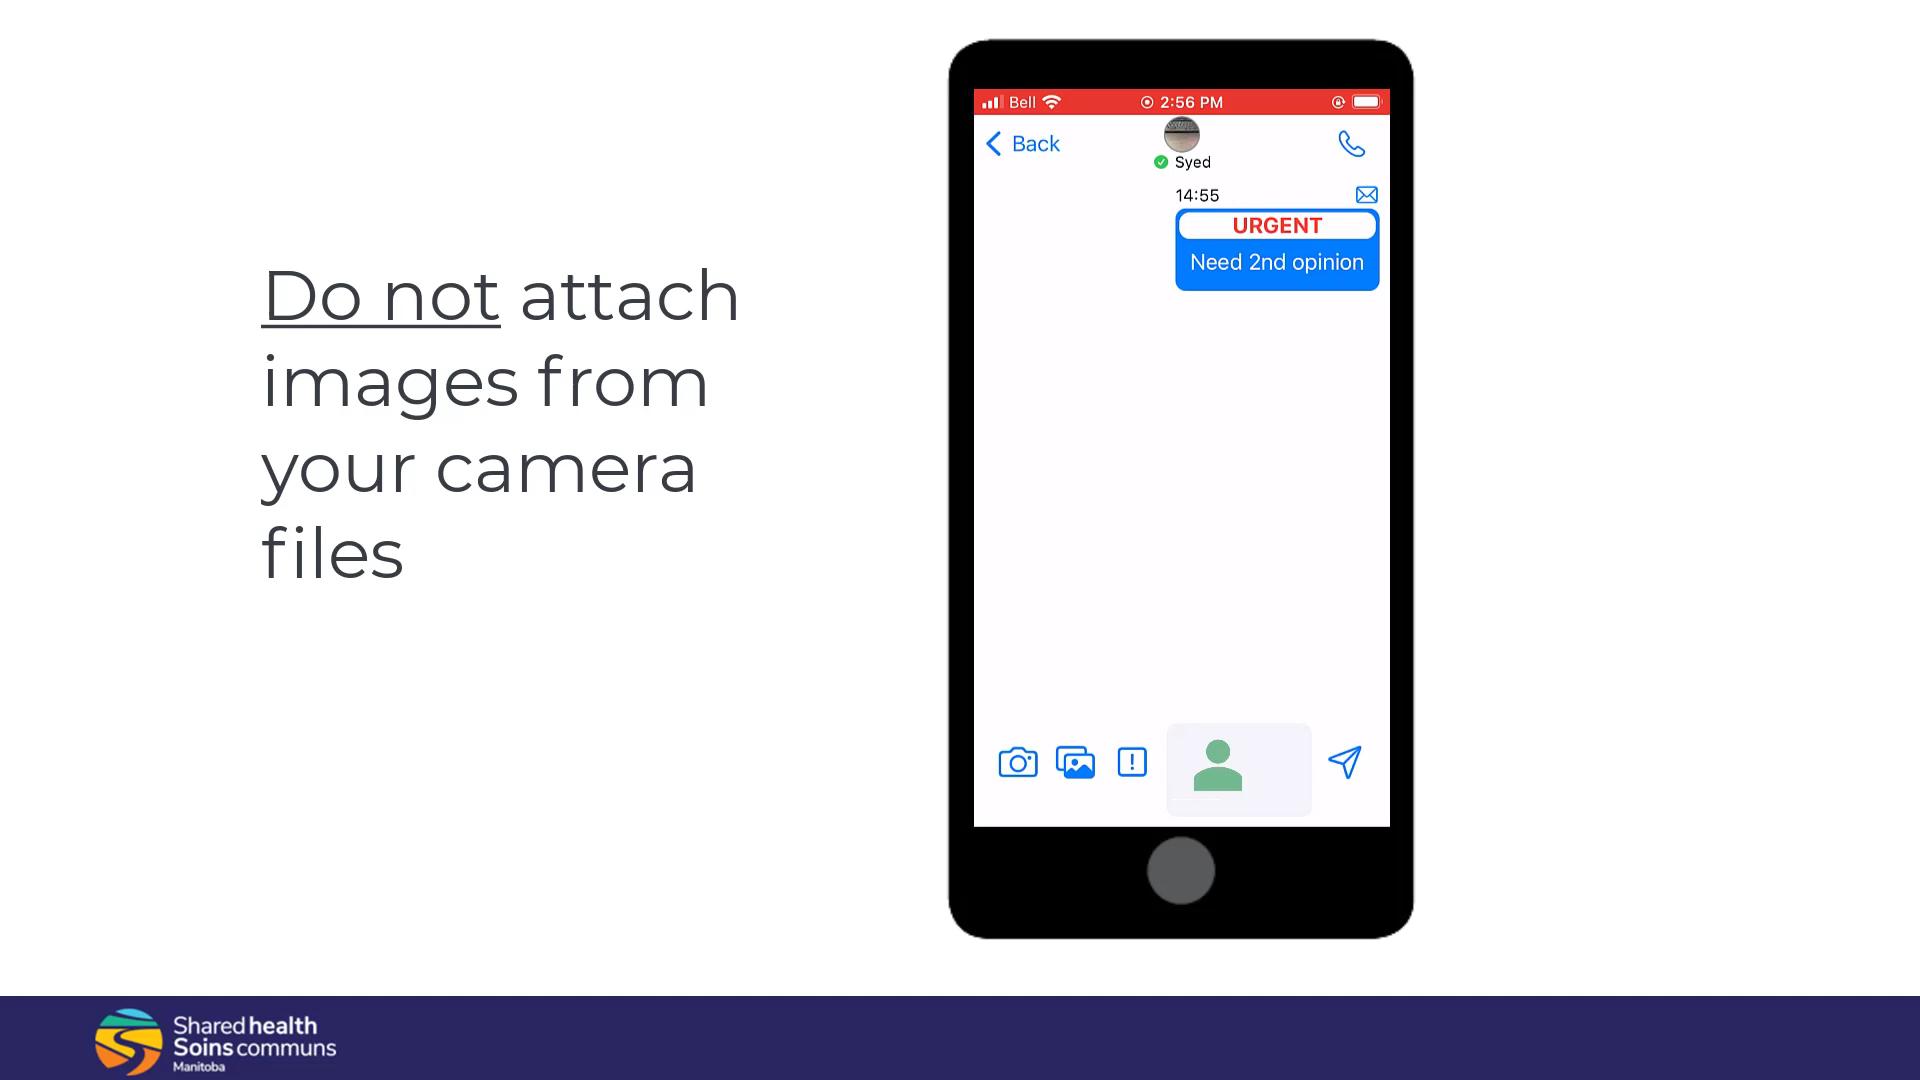 Do not attach
images from
your camera
files
Bell
2:56 PM
Back
Syed
14:55
URGENT
Need 2nd opinion
Shared health
Soins communs
Manitoba